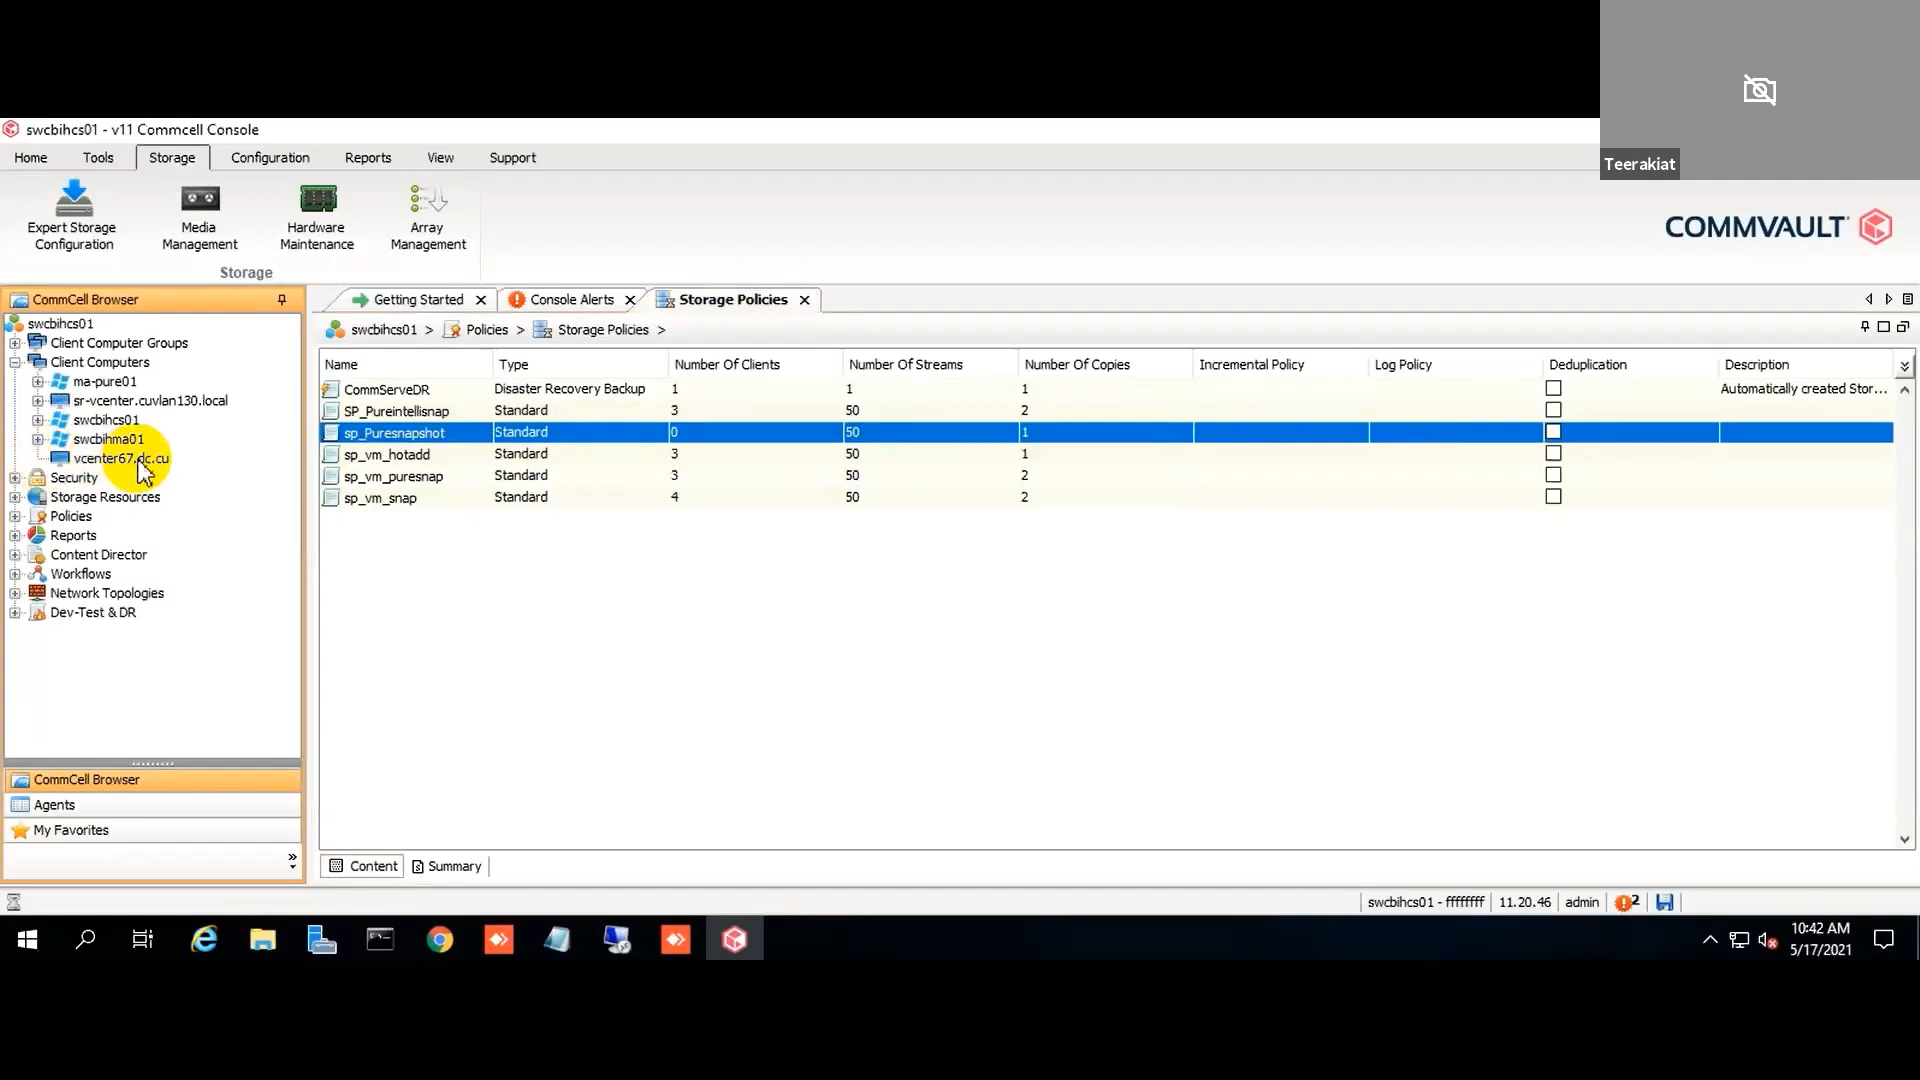 Teerakiat
swcbihcs01 - v11 Commcell Console
Home Tools Storage Configuration Reports View Support
Expert Storage Configuration
Media Management
Hardware Maintenance
Array Management
Storage
COMMVAULT
CommCell Browser
swcbihcs01
Client Computer Groups
Client Computers
ma-pure01
sr-vcenter.cuvlan130.local
swcbihcs01
swcbihma01
vcenter67.dc.cu
Security
Storage Resources
Policies
Reports
Content Director
Workflows
Network Topologies
Dev-Test & DR
CommCell Browser
Agents
My Favorites
Getting Started Console Alerts Storage Policies
swcbihcs01 > Policies > Storage Policies >
Name Type Number Of Clients Number Of Streams Number Of Copies Incremental Policy Log Policy Deduplication Description
CommServeDR Disaster Recovery Backup 1 1 1 Automatically created Stor...
SP_Pureintellisnap Standard 3 50 2
sp_Puresnapshot Standard 0 50 1
sp_vm_hotadd Standard 3 50 1
sp_vm_puresnap Standard 3 50 2
sp_vm_snap Standard 4 50 2
Content Summary
swcbihcs01 - ffffffff 11.20.46 admin 2
10:42 AM
5/17/2021